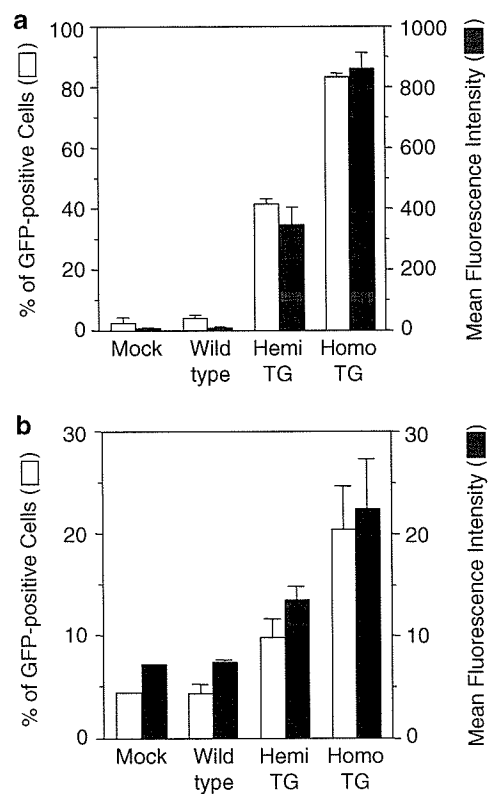 a
% of GFP-positive Cells (□)
100
80
60
40
20
0
1000
800
600
400
200
0
Mean Fluorescence Intensity (■)
Mock
Wild
type
Hemi
TG
Homo
TG
b
% of GFP-positive Cells (□)
30
20
10
0
30
20
10
0
Mean Fluorescence Intensity (■)
Mock
Wild
type
Hemi
TG
Homo
TG